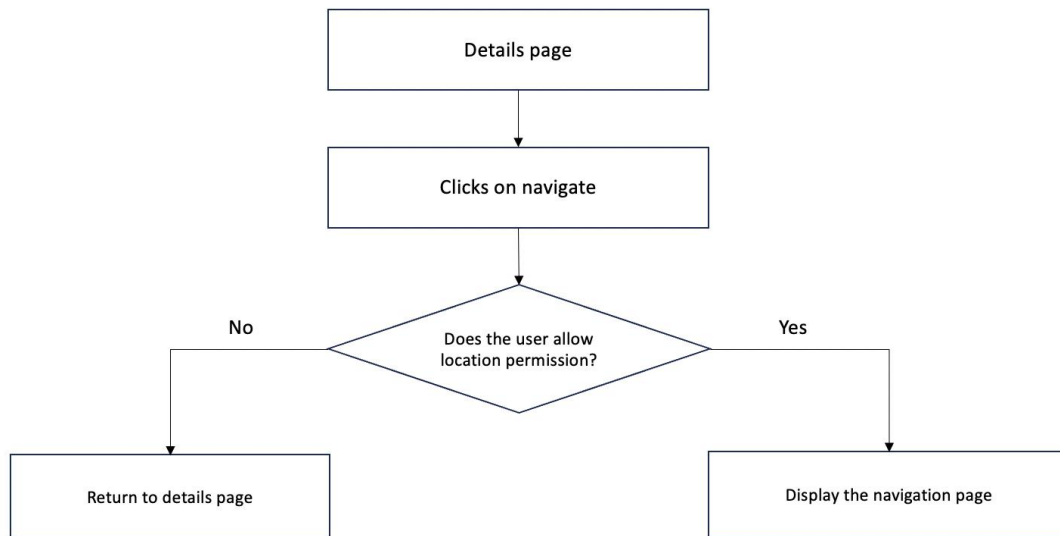 Details page
Clicks on navigate
No
Yes
Does the user allow
location permission?
Return to details page
Display the navigation page